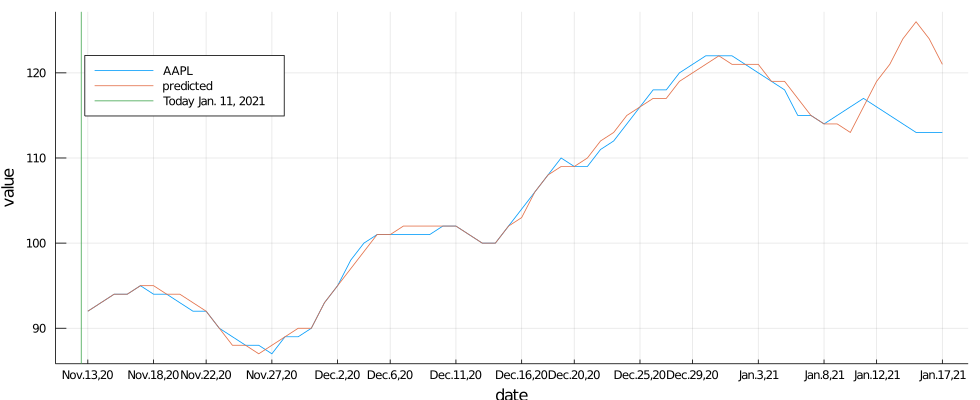 AAPL
predicted
Today Jan. 11, 2021
value
120
110
100
90
Nov.13,20 Nov.18,20 Nov.22,20 Nov.27,20 Dec.2,20 Dec.6,20 Dec.11,20 Dec.16,20 Dec.20,20 Dec.25,20 Dec.29,20 Jan.3,21 Jan.8,21 Jan.12,21 Jan.17,21
date